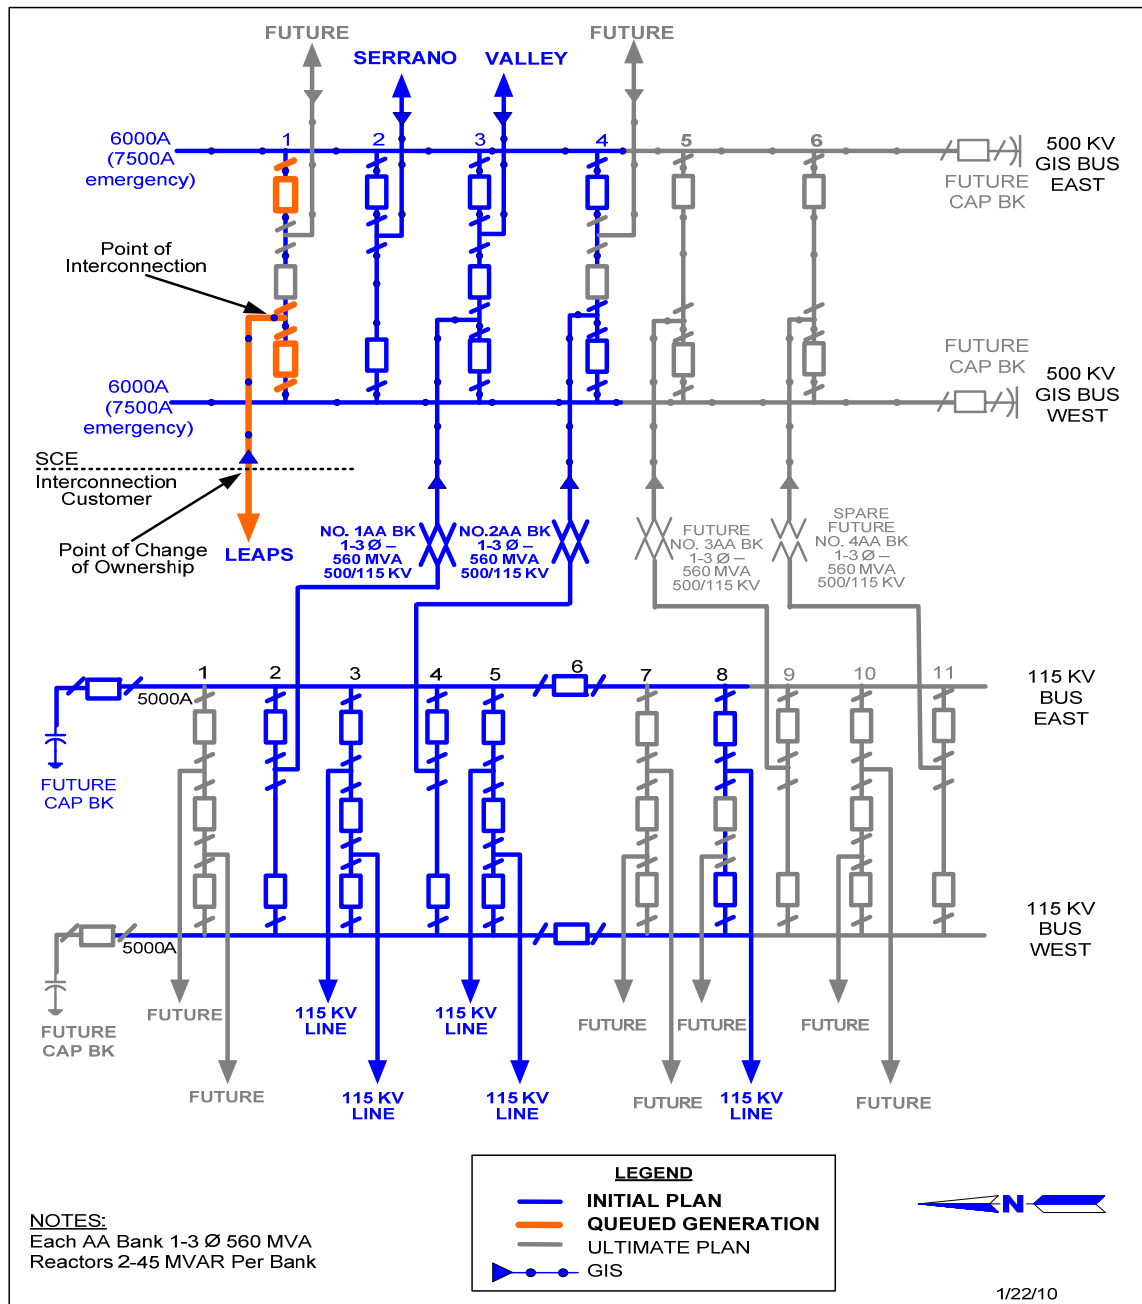 FUTURE
FUTURE
SERRANO
VALLEY
6000A
(7500A
emergency)
1
2
3
4
5
6
500 KV
GIS BUS
EAST
FUTURE
CAP BK
Point of
Interconnection
6000A
(7500A
emergency)
FUTURE
CAP BK
500 KV
GIS BUS
WEST
SCE
Interconnection
Customer
Point of Change
of Ownership
LEAPS
NO. 1AA BK
1-3 Ø –
560 MVA
500/115 KV
NO.2AA BK
1-3 Ø –
560 MVA
500/115 KV
FUTURE
NO. 3AA BK
1-3 Ø –
560 MVA
500/115 KV
SPARE
FUTURE
NO. 4AA BK
1-3 Ø –
560 MVA
500/115 KV
1
2
3
4
5
6
7
8
9
10
11
5000A
115 KV
BUS
EAST
FUTURE
CAP BK
5000A
115 KV
BUS
WEST
FUTURE
CAP BK
FUTURE
115 KV
LINE
115 KV
LINE
FUTURE
FUTURE
FUTURE
FUTURE
115 KV
LINE
115 KV
LINE
FUTURE
115 KV
LINE
FUTURE
LEGEND
INITIAL PLAN
QUEUED GENERATION
ULTIMATE PLAN
GIS
N
NOTES:
Each AA Bank 1-3 Ø 560 MVA
Reactors 2-45 MVAR Per Bank
1/22/10